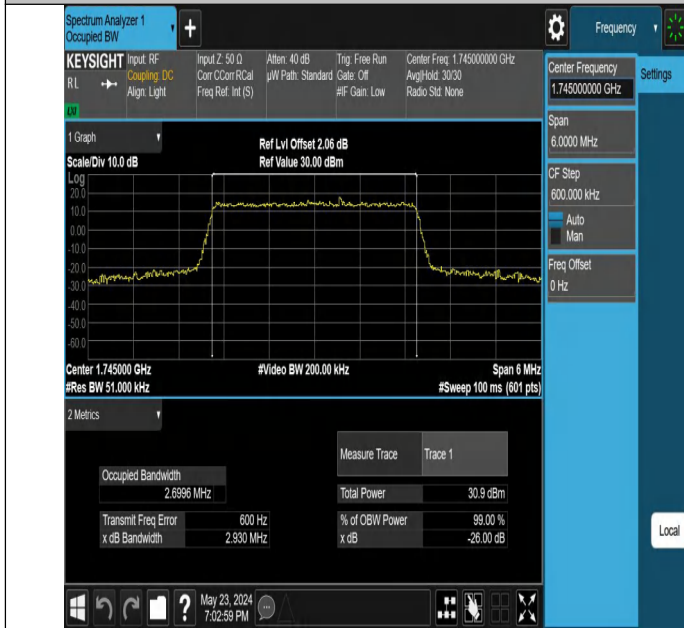 Spectrum Analyzer 1
Occupied BW
+
Frequency
KEYSIGHT
RL
Input: RF
Coupling: DC
Align: Light
Input Z: 50 Ω
Corr CCorr RCal
Freq Ref: Int (S)
Atten: 40 dB
µW Path: Standard
Trig: Free Run
Gate: Off
#IF Gain: Low
Center Freq: 1.745000000 GHz
Avg|Hold: 30/30
Radio Std: None
LXI
1 Graph
Scale/Div 10.0 dB
Ref Lvl Offset 2.06 dB
Ref Value 30.00 dBm
Log
20.0
10.0
0.00
-10.0
-20.0
-30.0
-40.0
-50.0
-60.0
Center 1.745000 GHz
#Res BW 51.000 kHz
#Video BW 200.00 kHz
Span 6 MHz
#Sweep 100 ms (601 pts)
2 Metrics
Measure Trace Trace 1
Occupied Bandwidth
2.6996 MHz
Total Power 30.9 dBm
Transmit Freq Error 600 Hz
% of OBW Power 99.00 %
x dB Bandwidth 2.930 MHz
x dB -26.00 dB
Center Frequency
1.745000000 GHz
Settings
Span
6.0000 MHz
CF Step
600.000 kHz
Auto
Man
Freq Offset
0 Hz
Local
?
May 23, 2024
7:02:59 PM